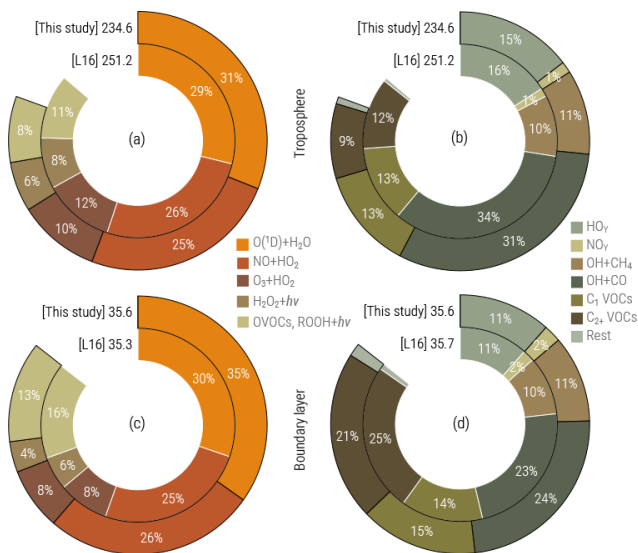 [This study] 234.6
[L16] 251.2
31%
29%
11%
8%
8%
6%
12%
10%
26%
25%
(a)
Troposphere
[This study] 234.6
[L16] 251.2
15%
16%
1%
1%
11%
10%
12%
9%
13%
13%
34%
31%
(b)
O(¹D)+H₂O
NO+HO₂
O₃+HO₂
H₂O₂+hv
OVOCs, ROOH+hv
HOᵧ
NOᵧ
OH+CH₄
OH+CO
C₁ VOCs
C₂₊ VOCs
Rest
[This study] 35.6
[L16] 35.3
35%
30%
13%
16%
4%
6%
8%
8%
25%
26%
(c)
Boundary layer
[This study] 35.6
[L16] 35.7
11%
11%
2%
2%
11%
10%
21%
25%
23%
24%
14%
15%
(d)